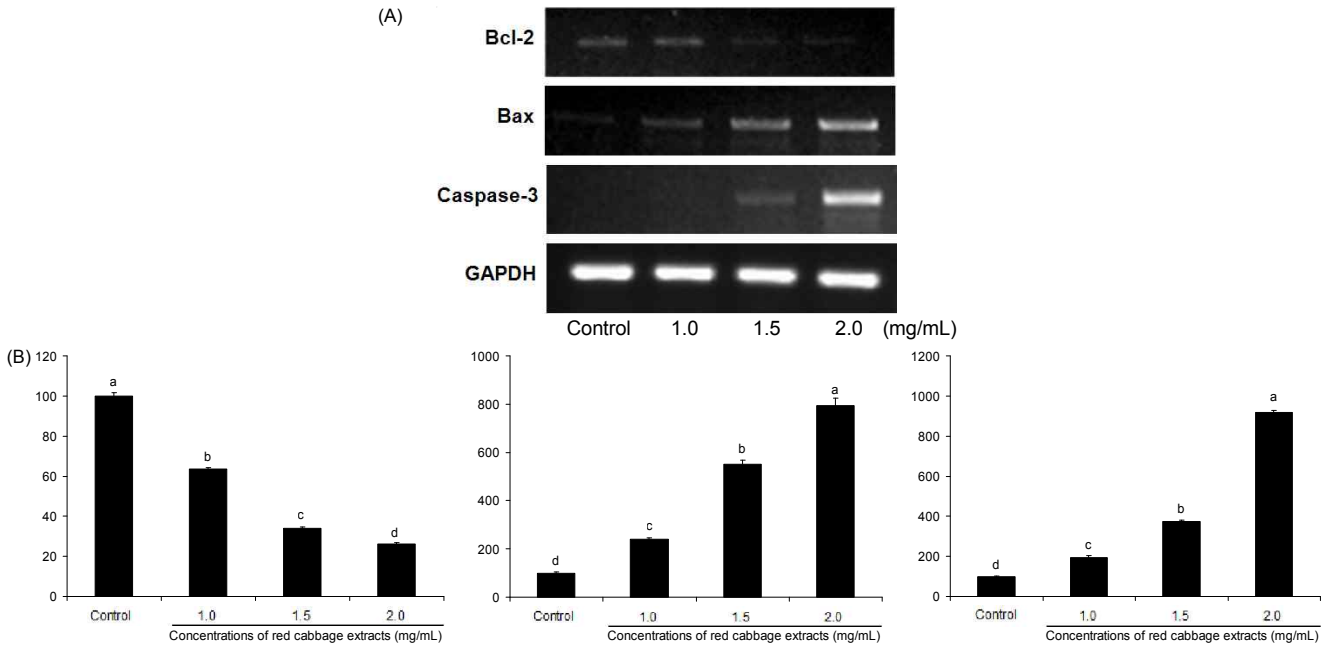 (A)
Bcl-2
Bax
Caspase-3
GAPDH
Control 1.0 1.5 2.0 (mg/mL)
(B)
120
100
80
60
40
20
0
a
b
c
d
Control 1.0 1.5 2.0
Concentrations of red cabbage extracts (mg/mL)
1000
800
600
400
200
0
d
c
b
a
Control 1.0 1.5 2.0
Concentrations of red cabbage extracts (mg/mL)
1200
1000
800
600
400
200
0
d
c
b
a
Control 1.0 1.5 2.0
Concentrations of red cabbage extracts (mg/mL)